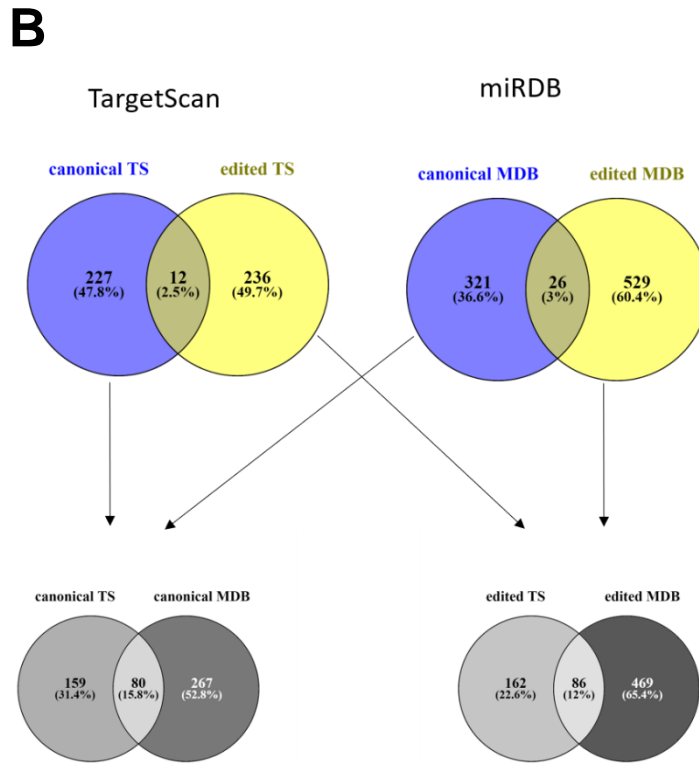 B
TargetScan
miRDB
canonical TS
edited TS
canonical MDB
edited MDB
227
(47.8%)
12
(2.5%)
236
(49.7%)
321
(36.6%)
26
(3%)
529
(60.4%)
canonical TS
canonical MDB
edited TS
edited MDB
159
(31.4%)
80
(15.8%)
267
(52.8%)
162
(22.6%)
86
(12%)
469
(65.4%)